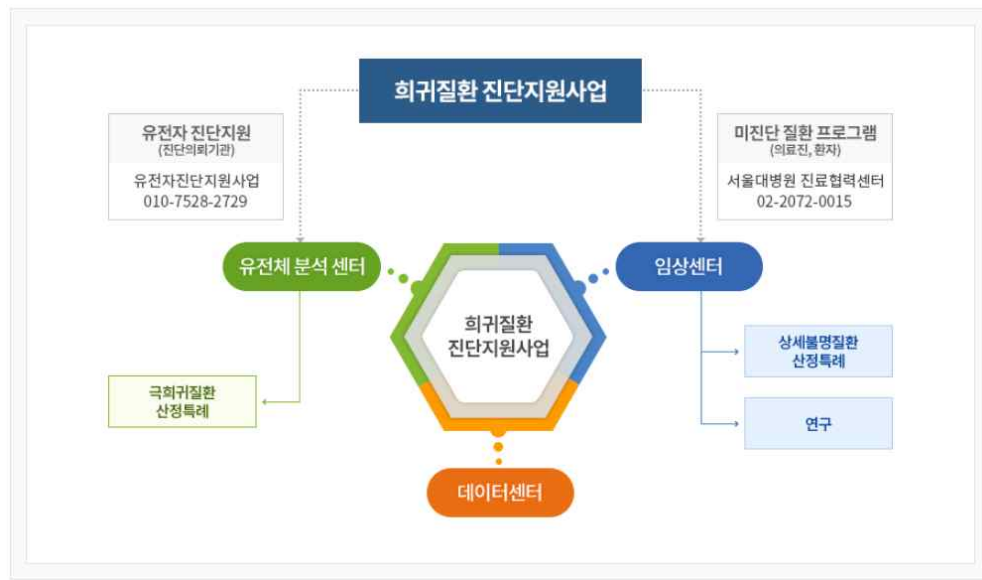 희귀질환 진단지원사업
유전자 진단지원
(진단의뢰기관)
유전자진단지원사업
010-7528-2729
미진단 질환 프로그램
(의료진, 환자)
서울대병원 진료협력센터
02-2072-0015
유전체 분석 센터
임상센터
희귀질환
진단지원사업
상세불명질환
산정특례
극희귀질환
산정특례
연구
데이터센터